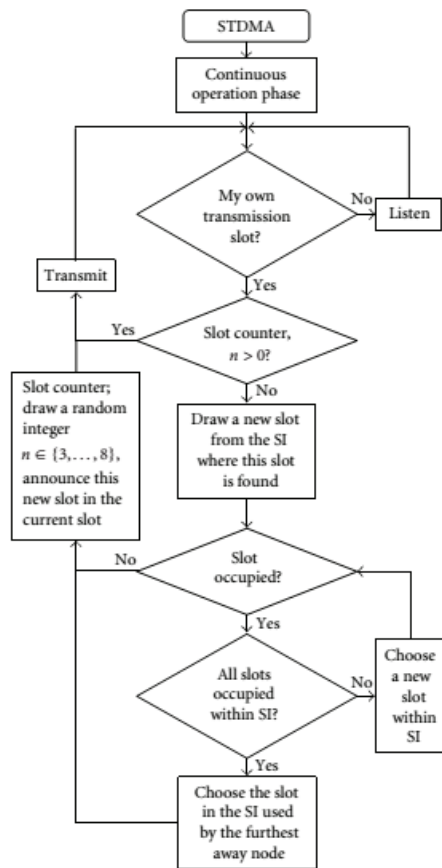 STDMA
Continuous
operation phase
My own
transmission
slot?
No
Listen
Yes
Transmit
Slot counter,
n > 0?
Yes
No
Slot counter;
draw a random
integer
n ∈ {3, ..., 8},
announce this
new slot in the
current slot
Draw a new slot
from the SI
where this slot
is found
Slot
occupied?
No
Yes
All slots
occupied
within SI?
No
Choose
a new
slot
within
SI
Yes
Choose the slot
in the SI used
by the furthest
away node